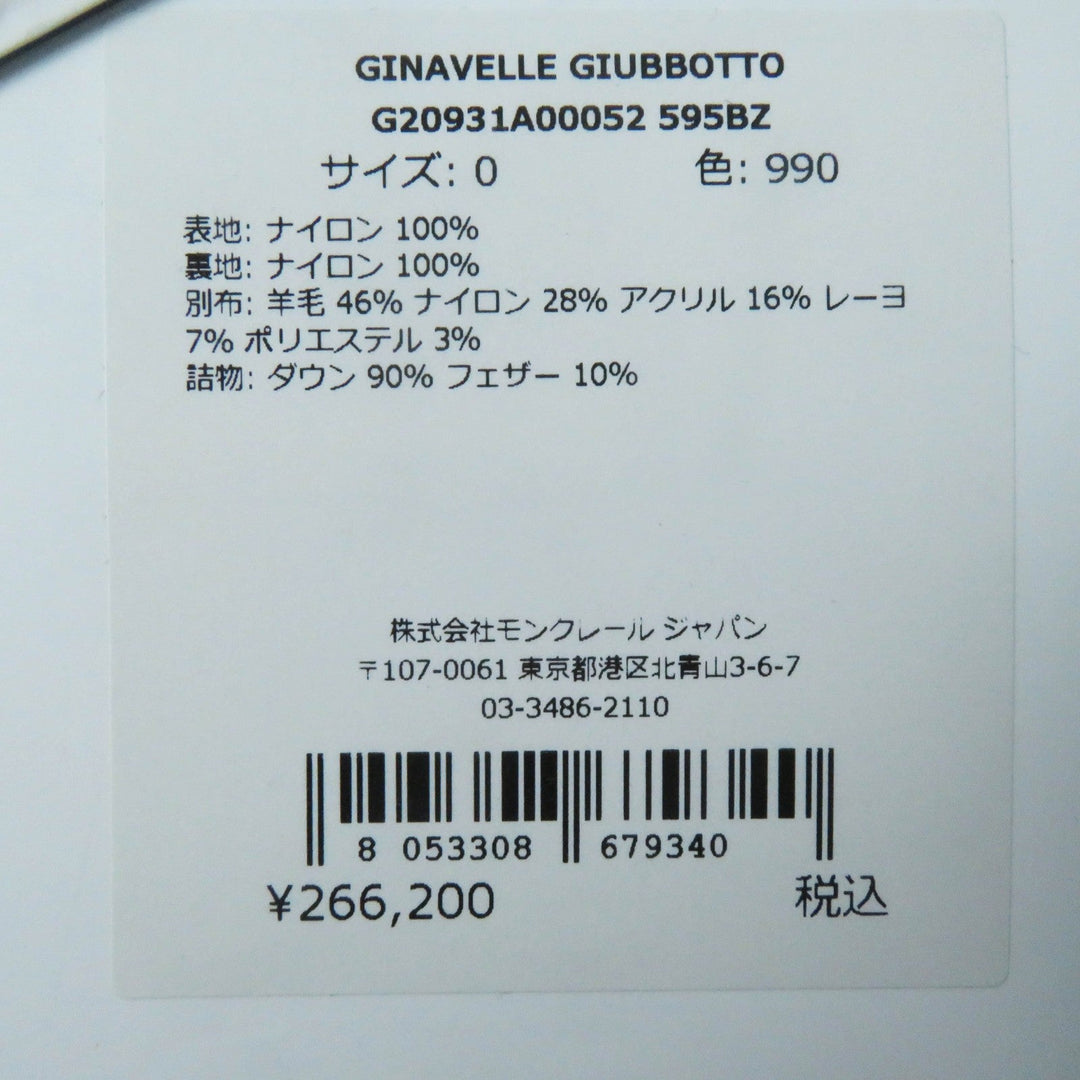 GINAVELLE GIUBBOTTO
G20931A00052 595BZ
サイズ: 0 色: 990
表地: ナイロン 100%
裏地: ナイロン 100%
別布: 羊毛 46% ナイロン 28% アクリル 16% レーヨ
7% ポリエステル 3%
詰物: ダウン 90% フェザー 10%
株式会社モンクレール ジャパン
〒107-0061 東京都港区北青山3-6-7
03-3486-2110
8 053308 679340
¥266,200 税込